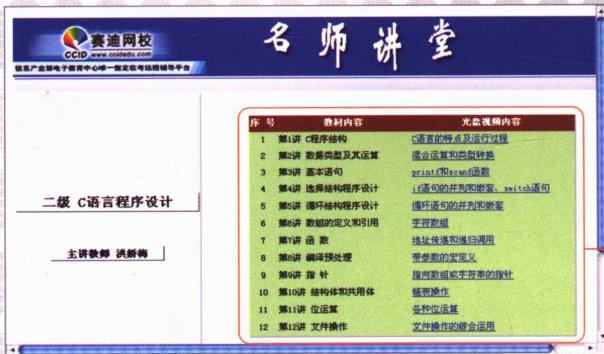 赛迪网校
CCID www.ccidedu.com
信息产业部电子教育中心唯一指定软考远程辅导平台
名师讲堂
二级 C语言程序设计
主讲教师 洪娇梅
序 号 教材内容 光盘视频内容
1 第1讲 C程序结构 C语言的特点及运行过程
2 第2讲 数据类型及其运算 混合运算和类型转换
3 第3讲 基本语句 printf和scanf函数
4 第4讲 选择结构程序设计 if语句的并列和嵌套、switch语句
5 第5讲 循环结构程序设计 循环语句的并列和嵌套
6 第6讲 数组的定义和引用 字符数组
7 第7讲 函 数 地址传递和递归调用
8 第8讲 编译预处理 带参数的宏定义
9 第9讲 指 针 指向数组或字符串的指针
10 第10讲 结构体和共用体 链表操作
11 第11讲 位运算 各种位运算
12 第12讲 文件操作 文件操作的综合运用